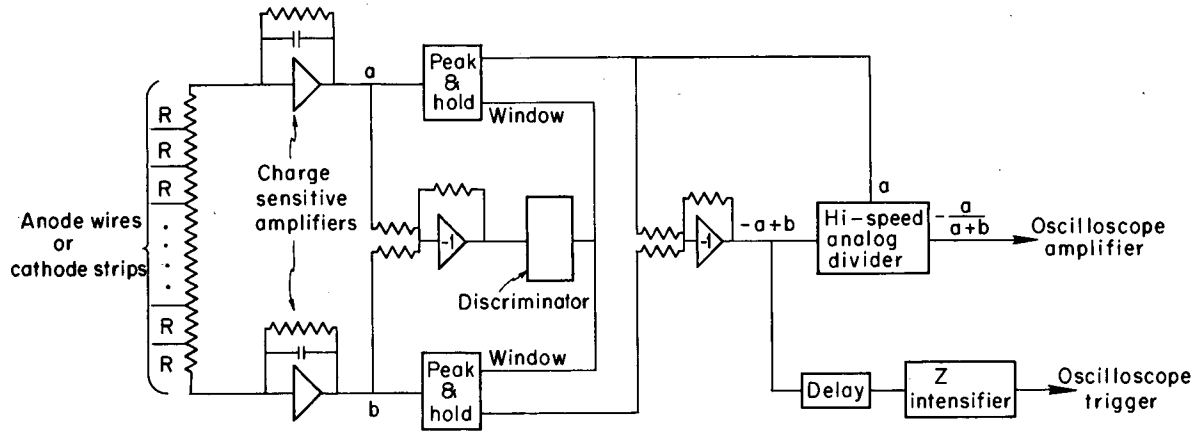 Anode wires
or
cathode strips
R
R
R
R
R
Charge
sensitive
amplifiers
a
b
Peak
&
hold
Window
-1
Discriminator
Window
Peak
&
hold
-1
-a+b
a
Hi-speed
analog
divider
-a/a+b
Oscilloscope
amplifier
Delay
Z
intensifier
Oscilloscope
trigger